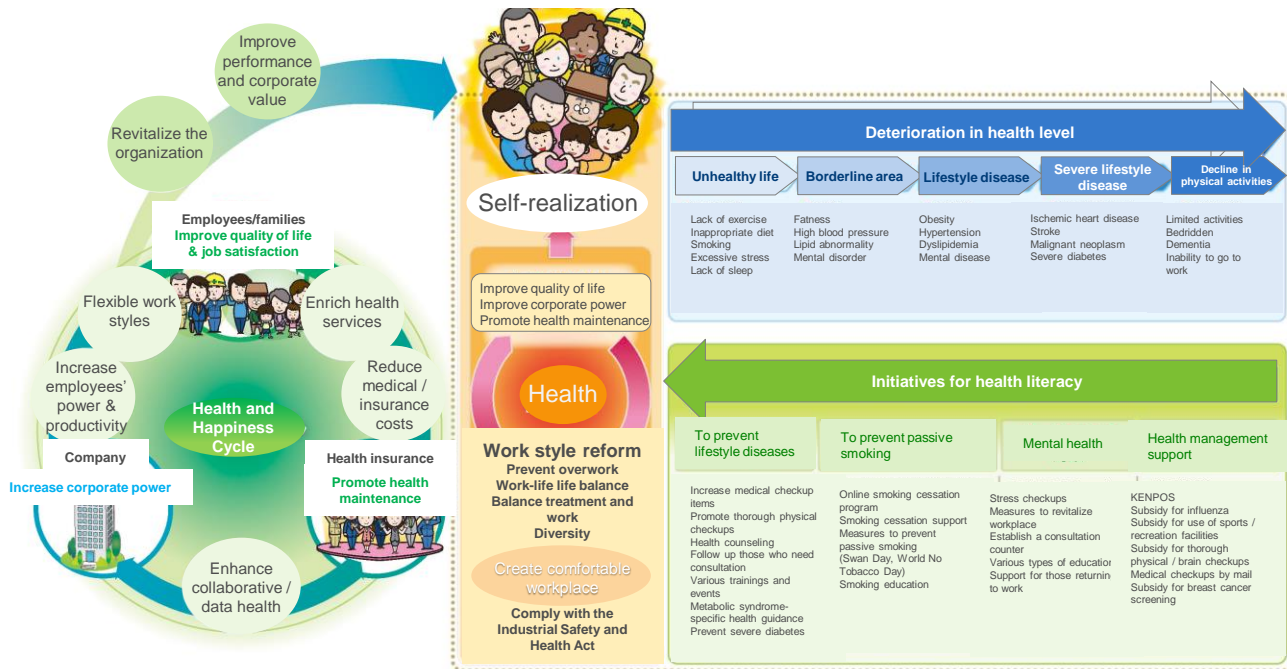 Improve
performance
and corporate
value
Revitalize the
organization
Employees/families
Improve quality of life
& job satisfaction
Flexible work
styles
Enrich health
services
Increase
employees'
power &
productivity
Reduce
medical /
insurance
costs
Health and
Happiness
Cycle
Company
Increase corporate power
Health insurance
Promote health
maintenance
Enhance
collaborative /
data health
Self-realization
Improve quality of life
Improve corporate power
Promote health maintenance
Health
Work style reform
Prevent overwork
Work-life life balance
Balance treatment and
work
Diversity
Create comfortable
workplace
Comply with the
Industrial Safety and
Health Act
Deterioration in health level
Unhealthy life
Lack of exercise
Inappropriate diet
Smoking
Excessive stress
Lack of sleep
Borderline area
Fatness
High blood pressure
Lipid abnormality
Mental disorder
Lifestyle disease
Obesity
Hypertension
Dyslipidemia
Mental disease
Severe lifestyle
disease
Ischemic heart disease
Stroke
Malignant neoplasm
Severe diabetes
Decline in
physical activities
Limited activities
Bedridden
Dementia
Inability to go to
work
Initiatives for health literacy
To prevent
lifestyle diseases
Increase medical checkup
items
Promote thorough physical
checkups
Health counseling
Follow up those who need
consultation
Various trainings and
events
Metabolic syndrome-
specific health guidance
Prevent severe diabetes
To prevent passive
smoking
Online smoking cessation
program
Smoking cessation support
Measures to prevent
passive smoking
(Swan Day, World No
Tobacco Day)
Smoking education
Mental health
Stress checkups
Measures to revitalize
workplace
Establish a consultation
counter
Various types of education
Support for those returnin
to work
Health management
support
KENPOS
Subsidy for influenza
Subsidy for use of sports /
recreation facilities
Subsidy for thorough
physical / brain checkups
Medical checkups by mail
Subsidy for breast cancer
screening